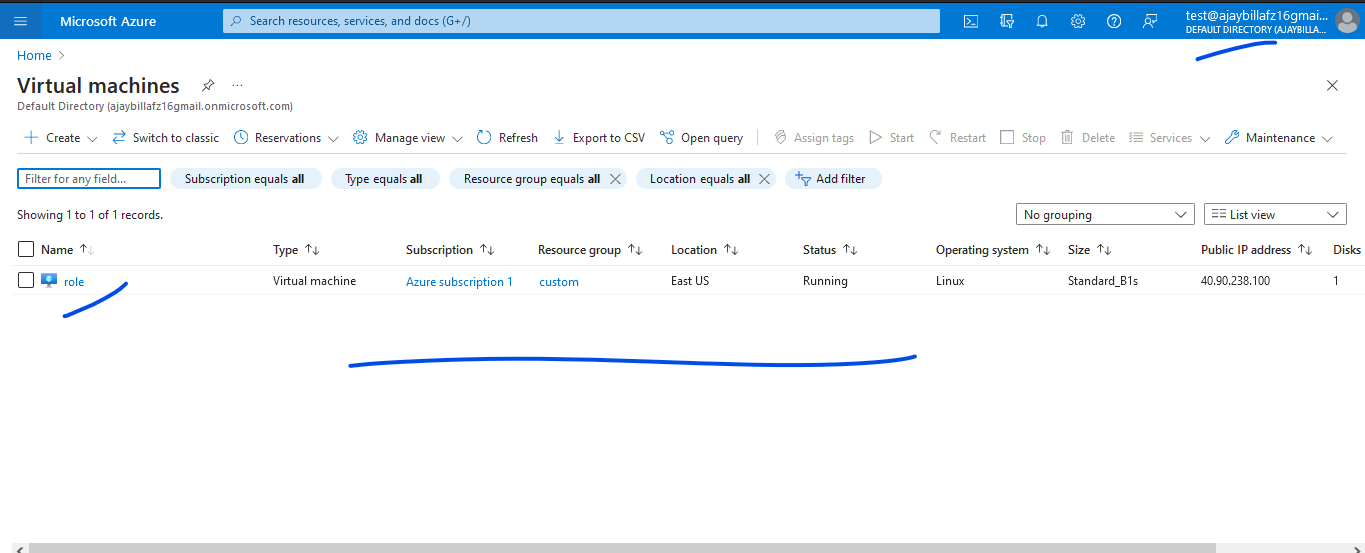 Microsoft Azure
Search resources, services, and docs (G+/)
test@ajaybillafz16gmai...
DEFAULT DIRECTORY (AJAYBILLA...
Home
Virtual machines
...
Default Directory (ajaybillafz16gmail.onmicrosoft.com)
Create Switch to classic Reservations Manage view Refresh Export to CSV Open query Assign tags Start Restart Stop Delete Services Maintenance
Filter for any field... Subscription equals all Type equals all Resource group equals all Location equals all Add filter
Showing 1 to 1 of 1 records.
No grouping List view
Name Type Subscription Resource group Location Status Operating system Size Public IP address Disks
role Virtual machine Azure subscription 1 custom East US Running Linux Standard_B1s 40.90.238.100 1